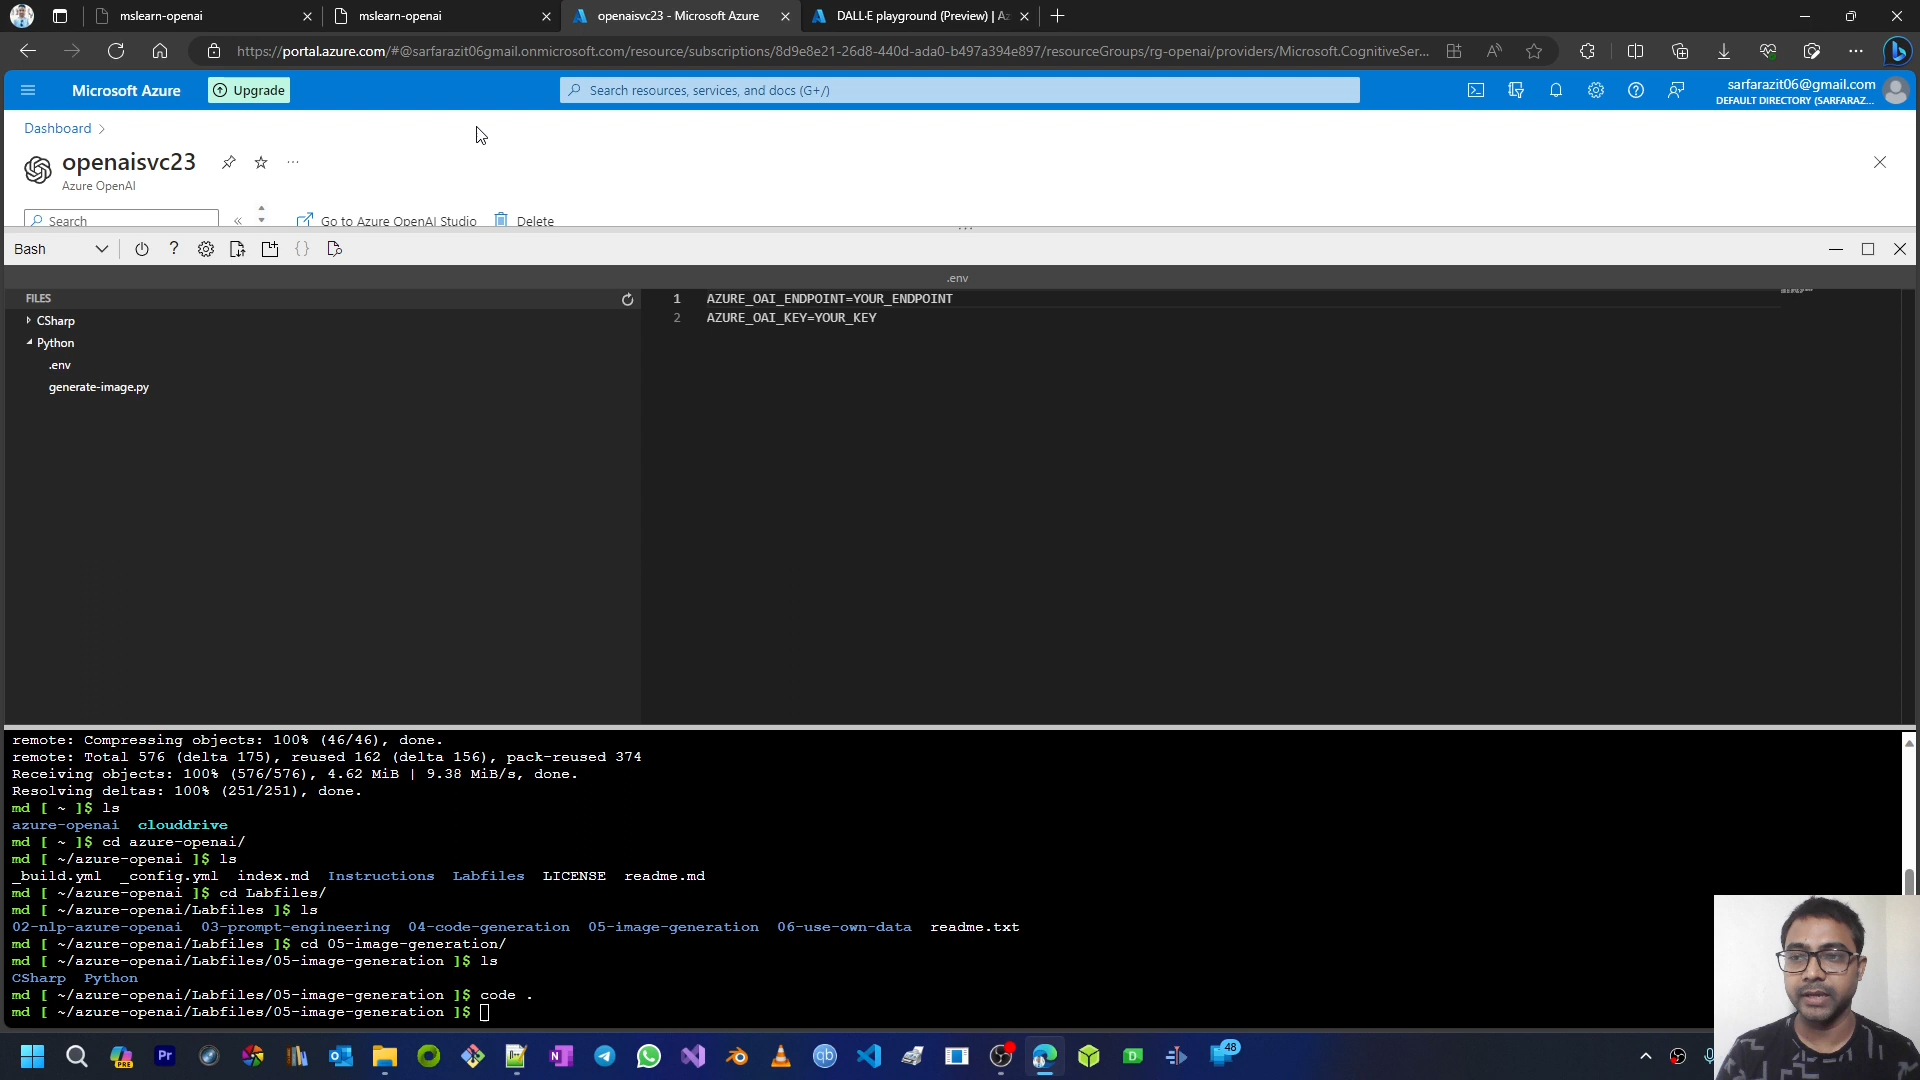 mslearn-openai
mslearn-openai
openaisvc23 - Microsoft Azure
DALL·E playground (Preview) | Az
https://portal.azure.com/#@sarfarazit06gmail.onmicrosoft.com/resource/subscriptions/8d9e8e21-26d8-440d-ada0-b497a394e897/resourceGroups/rg-openai/providers/Microsoft.CognitiveSer...
Microsoft Azure
Upgrade
Search resources, services, and docs (G+/)
sarfarazit06@gmail.com
DEFAULT DIRECTORY (SARFARAZ...
Dashboard >
openaisvc23
Azure OpenAI
Search
Go to Azure OpenAI Studio
Delete
Bash
.env
FILES
CSharp
Python
.env
generate-image.py
1 AZURE_OAI_ENDPOINT=YOUR_ENDPOINT
2 AZURE_OAI_KEY=YOUR_KEY
remote: Compressing objects: 100% (46/46), done.
remote: Total 576 (delta 175), reused 162 (delta 156), pack-reused 374
Receiving objects: 100% (576/576), 4.62 MiB | 9.38 MiB/s, done.
Resolving deltas: 100% (251/251), done.
md [ ~ ]$ ls
azure-openai clouddrive
md [ ~ ]$ cd azure-openai/
md [ ~/azure-openai ]$ ls
_build.yml _config.yml index.md Instructions Labfiles LICENSE readme.md
md [ ~/azure-openai ]$ cd Labfiles/
md [ ~/azure-openai/Labfiles ]$ ls
02-nlp-azure-openai 03-prompt-engineering 04-code-generation 05-image-generation 06-use-own-data readme.txt
md [ ~/azure-openai/Labfiles ]$ cd 05-image-generation/
md [ ~/azure-openai/Labfiles/05-image-generation ]$ ls
CSharp Python
md [ ~/azure-openai/Labfiles/05-image-generation ]$ code .
md [ ~/azure-openai/Labfiles/05-image-generation ]$
PRE
Pr
N
qb
D
48